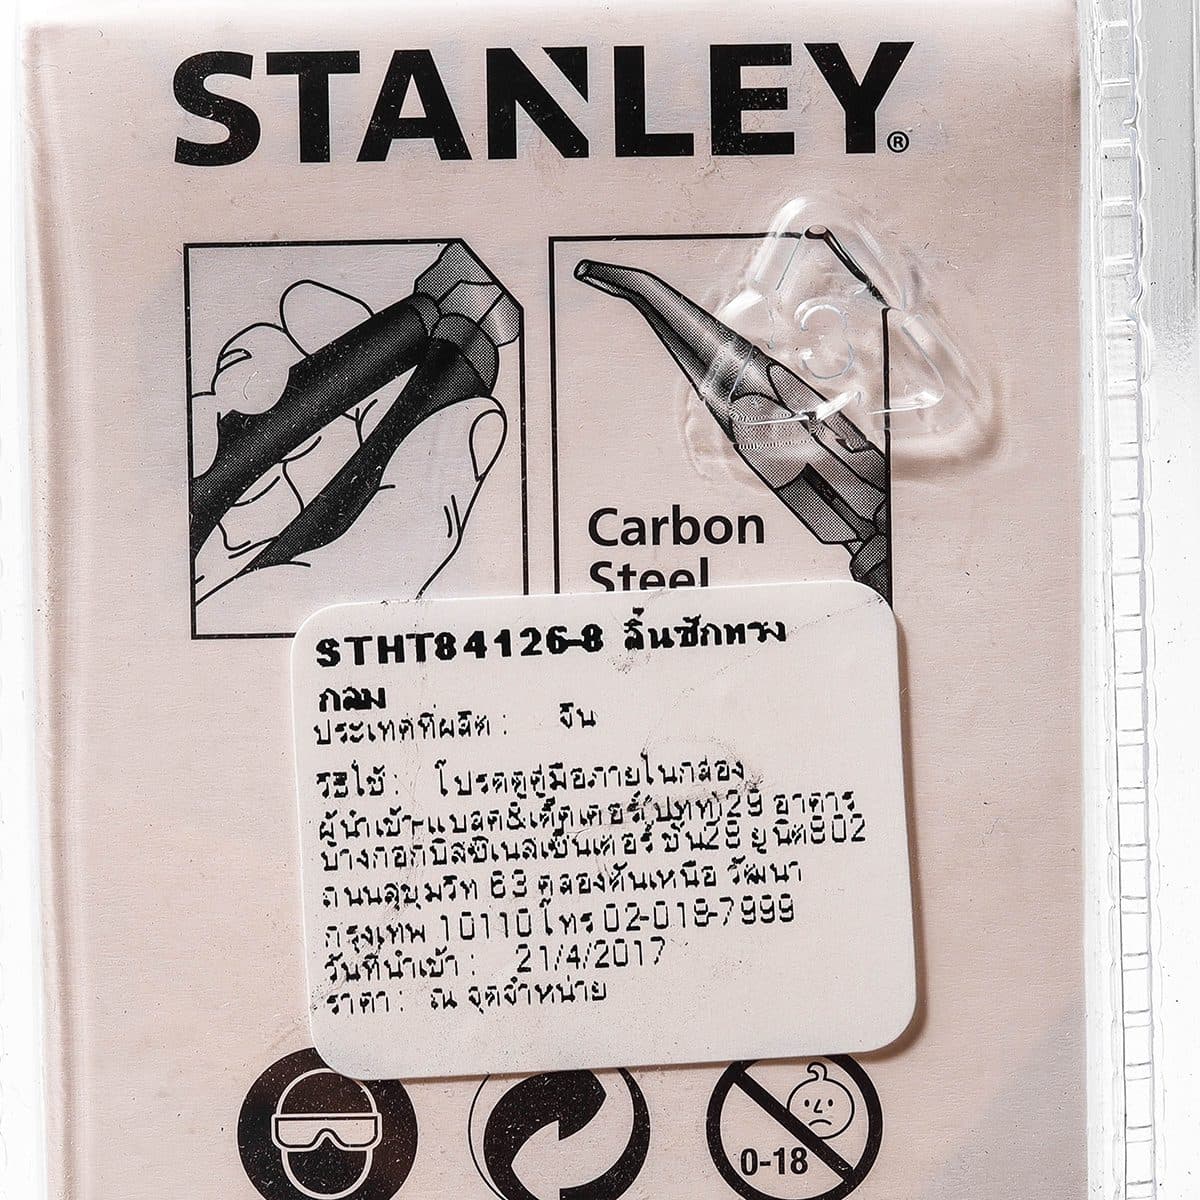 STANLEY®
3
Carbon
Steel
STHT84126-8 ลิ้นชักทรง
กลม
ประเทศที่ผลิต : จีน
วิธีใช้ : โปรดดูคู่มือภายในกล่อง
ผู้นำเข้า-แบลค&เด็คเคอร์(ปทท)29 อาคาร
บางกอกบิสซิเนสเซ็นเตอร์ ชั้น28 ยูนิต802
ถนนสุขุมวิท 63 คลองตันเหนือ วัฒนา
กรุงเทพ 10110 โทร 02-018-7999
วันที่นำเข้า : 21/4/2017
ราคา : ณ จุดจำหน่าย
0-18